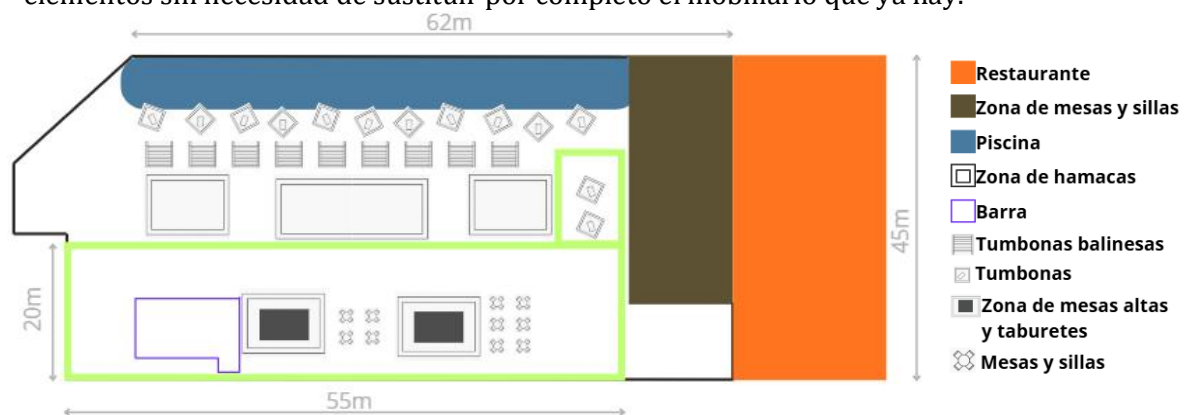 elementos sin necesidad de sustituir por completo el mobiliario que ya hay.
62m
Restaurante
Zona de mesas y sillas
Piscina
Zona de hamacas
Barra
Tumbonas balinesas
Tumbonas
Zona de mesas altas
y taburetes
Mesas y sillas
45m
20m
55m